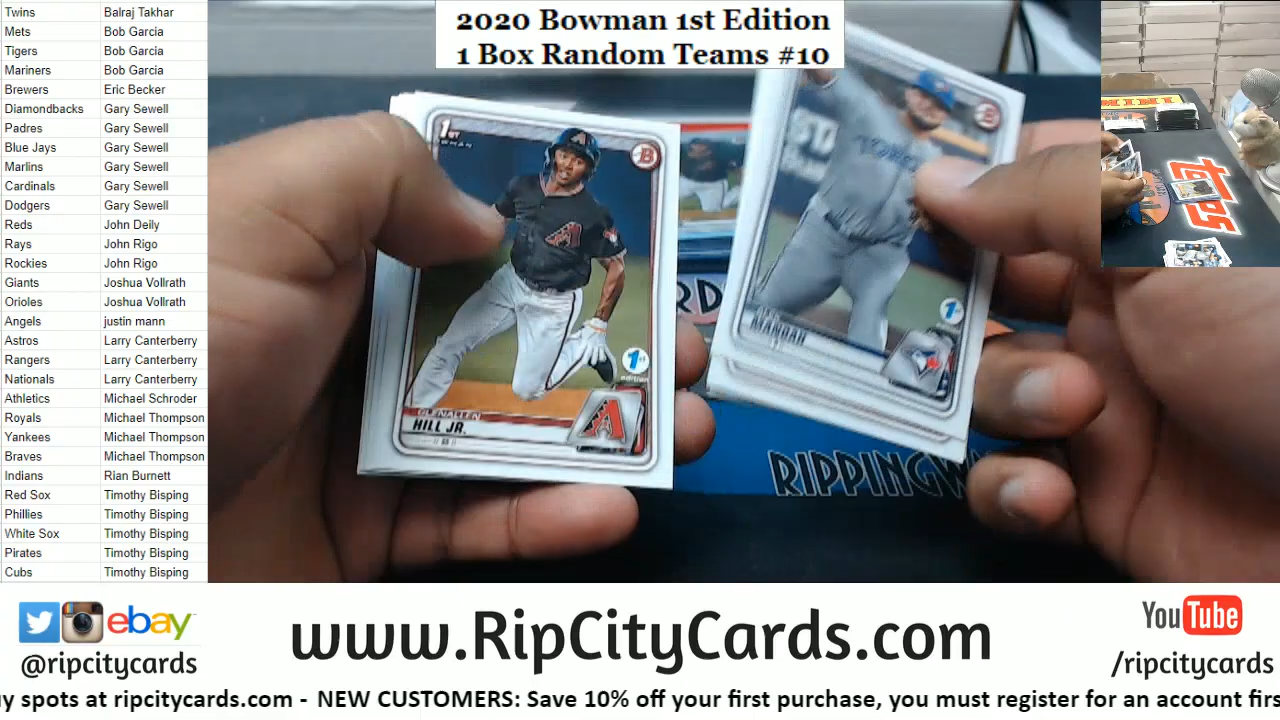 2020 Bowman 1st Edition
1 Box Random Teams #10
Twins Balraj Takhar
Mets Bob Garcia
Tigers Bob Garcia
Mariners Bob Garcia
Brewers Eric Becker
Diamondbacks Gary Sewell
Padres Gary Sewell
Blue Jays Gary Sewell
Marlins Gary Sewell
Cardinals Gary Sewell
Dodgers Gary Sewell
Reds John Deily
Rays John Rigo
Rockies John Rigo
Giants Joshua Vollrath
Orioles Joshua Vollrath
Angels justin mann
Astros Larry Canterberry
Rangers Larry Canterberry
Nationals Larry Canterberry
Athletics Michael Schroder
Royals Michael Thompson
Yankees Michael Thompson
Braves Michael Thompson
Indians Rian Burnett
Red Sox Timothy Bisping
Phillies Timothy Bisping
White Sox Timothy Bisping
Pirates Timothy Bisping
Cubs Timothy Bisping
1ST
B
A
1st
edition
GLENALLEN
HILL JR.
A
1st
MANOAH
RIPPINGW
ebay
@ripcitycards
www.RipCityCards.com
YouTube
/ripcitycards
y spots at ripcitycards.com - NEW CUSTOMERS: Save 10% off your first purchase, you must register for an account firs